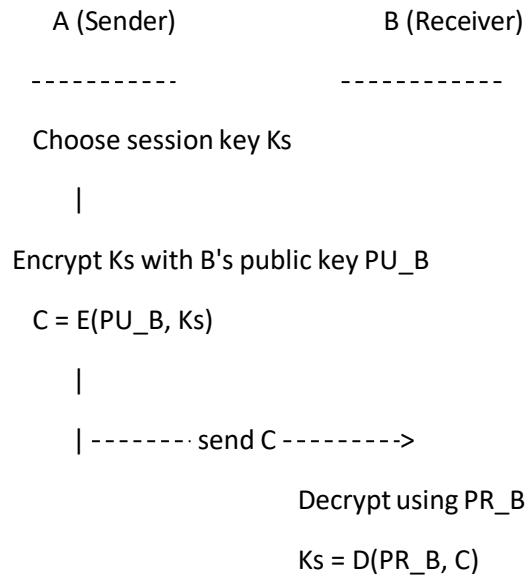 A (Sender) B (Receiver)
----------- ------------
Choose session key Ks
|
Encrypt Ks with B's public key PU_B
C = E(PU_B, Ks)
|
|-------- send C --------->
Decrypt using PR_B
Ks = D(PR_B, C)